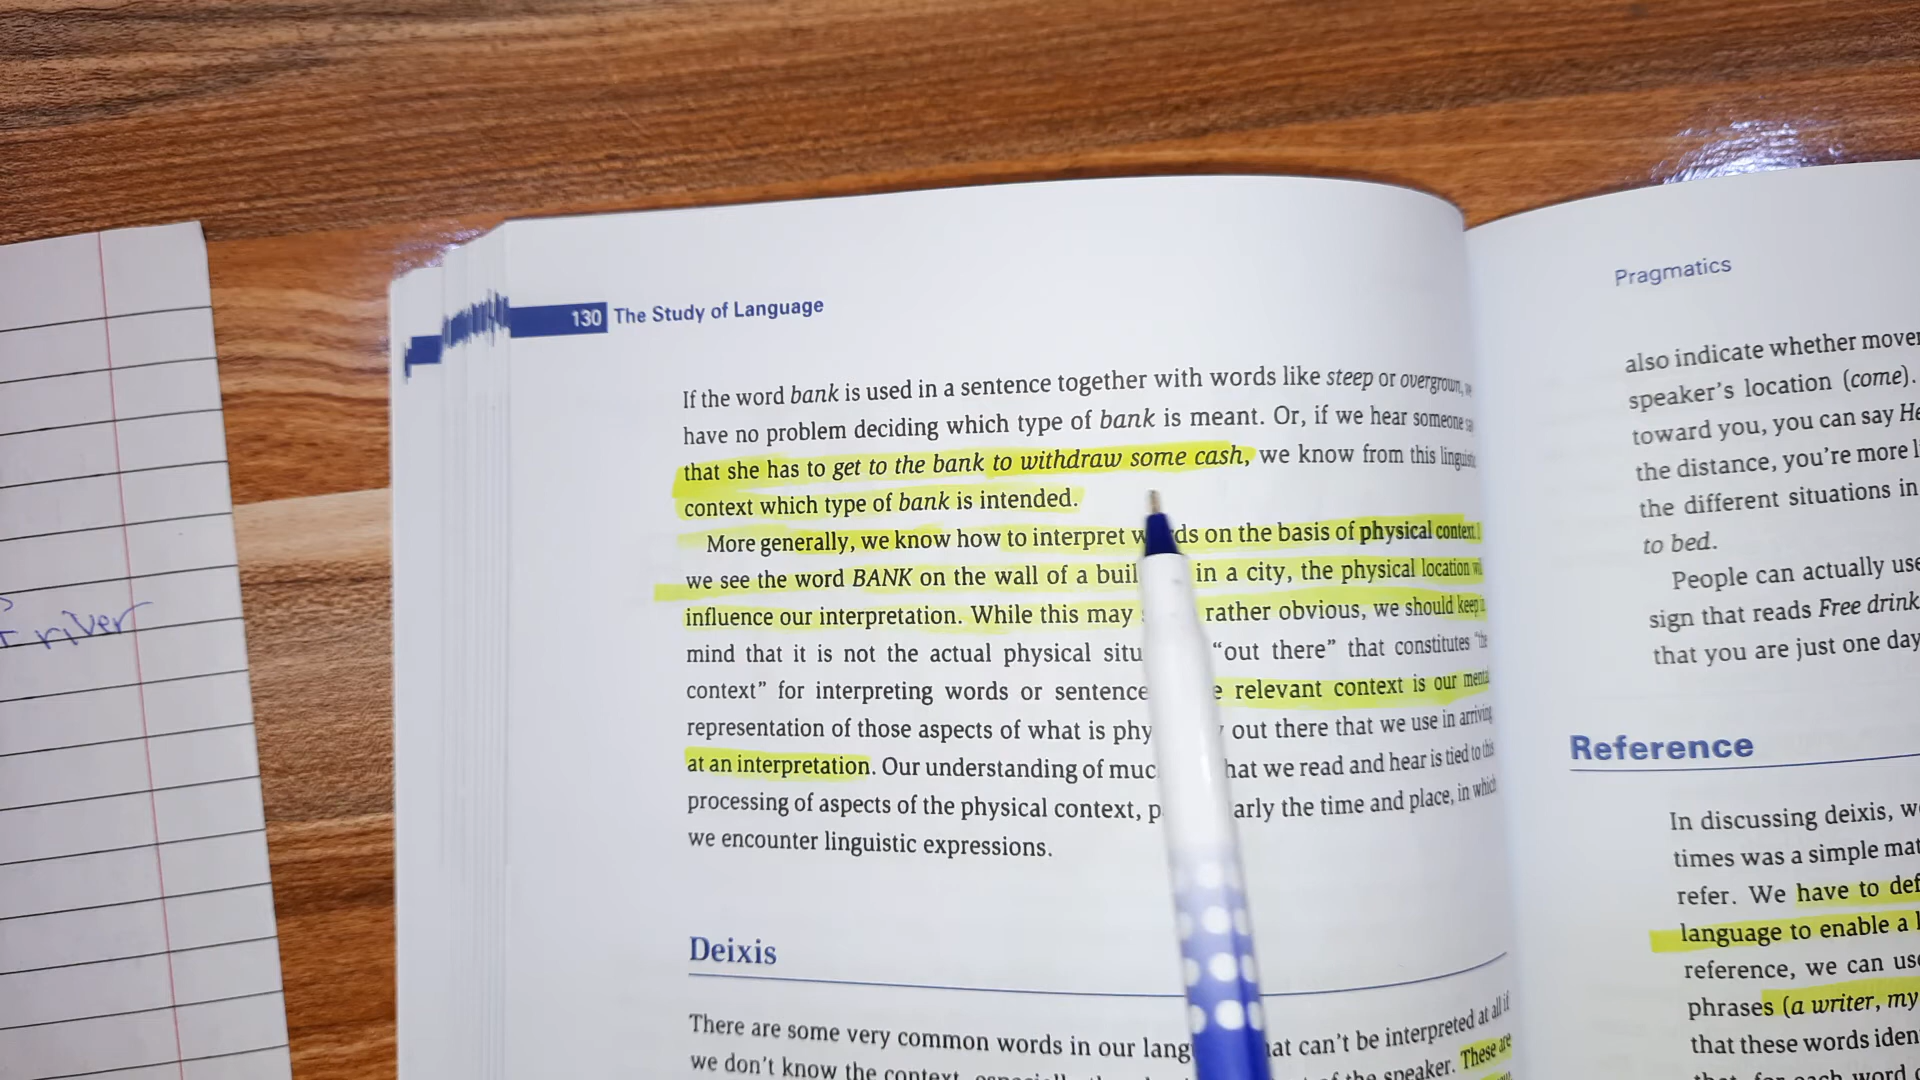 130 The Study of Language
If the word bank is used in a sentence together with words like steep or overgrown,
have no problem deciding which type of bank is meant. Or, if we hear someone
that she has to get to the bank to withdraw some cash, we know from this
context which type of bank is intended.
More generally, we know how to interpret on the basis of physical context
we see the word BANK on the wall of a in a city, the physical location
influence our interpretation. While this may rather obvious, we should keep
mind that it is not the actual physical "out there" that constitutes "the
context" for interpreting words or relevant context is our
representation of those aspects of what is out there that we use in arriving
at an interpretation. Our understanding of we read and hear is tied to this
processing of aspects of the physical context, the time and place, in which
we encounter linguistic expressions.
Deixis
There are some very common words in our can't be interpreted at all if
we don't know the context, speaker. These are
Pragmatics
also indicate whether
speaker's location (come).
toward you, you can say
the distance, you're more
the different situations in
to bed.
People can actually
sign that reads Free
that you are just one day
Reference
In discussing deixis,
times was a simple
refer. We have to
language to enable a
reference, we can
phrases (a writer, my
that these words
river